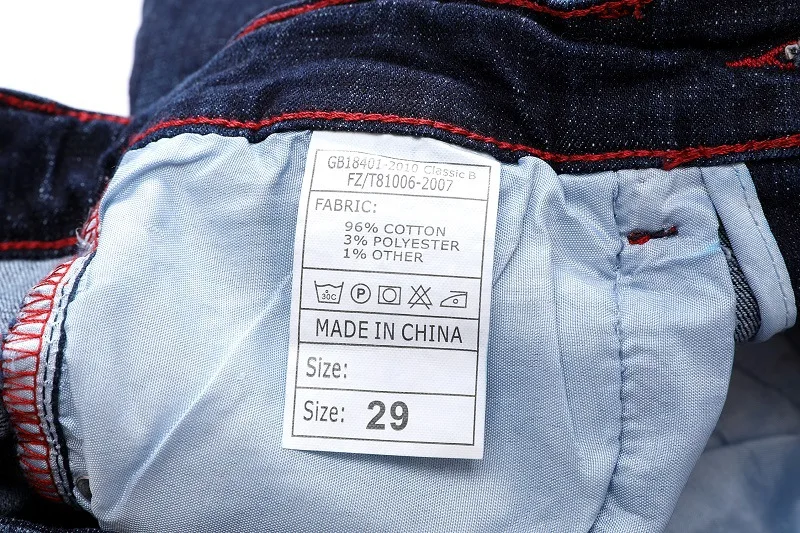 GB18401-2010 Classic B
FZ/T81006-2007
FABRIC:
96% COTTON
3% POLYESTER
1% OTHER
30C P
MADE IN CHINA
Size:
Size: 29